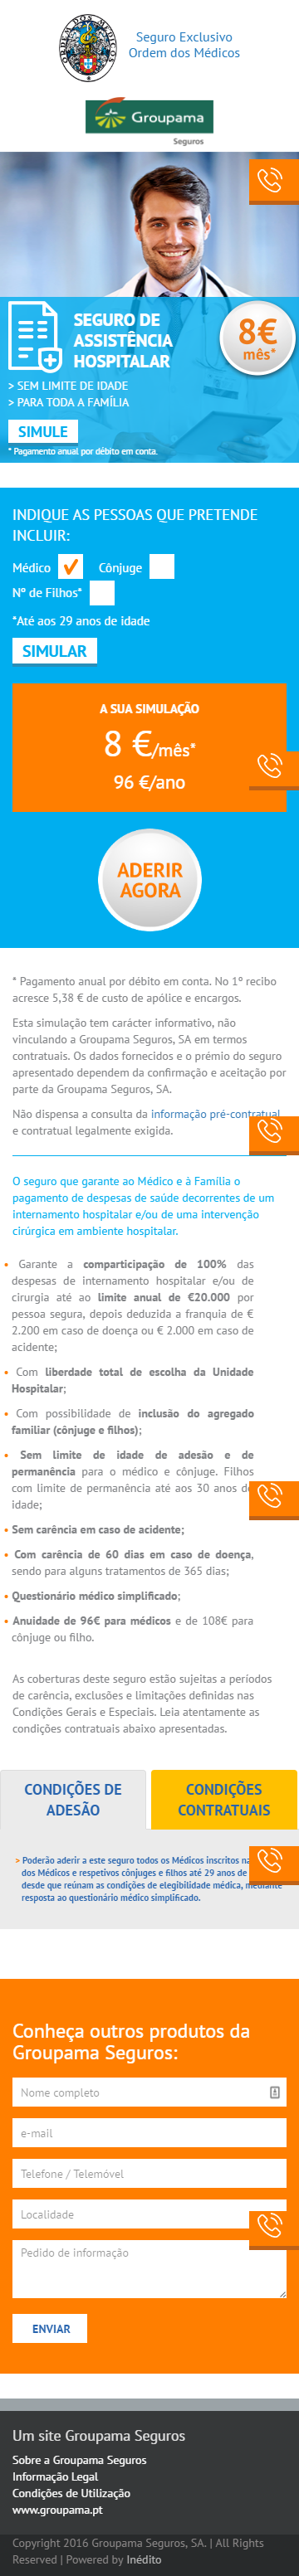 Seguro Exclusivo
Ordem dos Médicos
ORDEM DOS MEDICOS
Groupama
Seguros
SEGURO DE
ASSISTÊNCIA
HOSPITALAR
8€
mês*
> SEM LIMITE DE IDADE
> PARA TODA A FAMÍLIA
SIMULE
* Pagamento anual por débito em conta.
INDIQUE AS PESSOAS QUE PRETENDE
INCLUIR:
Médico Cônjuge
Nº de Filhos*
*Até aos 29 anos de idade
SIMULAR
A SUA SIMULAÇÃO
8 €/mês*
96 €/ano
ADERIR
AGORA
* Pagamento anual por débito em conta. No 1º recibo
acresce 5,38 € de custo de apólice e encargos.
Esta simulação tem carácter informativo, não
vinculando a Groupama Seguros, SA em termos
contratuais. Os dados fornecidos e o prémio do seguro
apresentado dependem da confirmação e aceitação por
parte da Groupama Seguros, SA.
Não dispensa a consulta da informação pré-contratual
e contratual legalmente exigida.
O seguro que garante ao Médico e à Família o
pagamento de despesas de saúde decorrentes de um
internamento hospitalar e/ou de uma intervenção
cirúrgica em ambiente hospitalar.
• Garante a comparticipação de 100% das
despesas de internamento hospitalar e/ou de
cirurgia até ao limite anual de €20.000 por
pessoa segura, depois deduzida a franquia de €
2.200 em caso de doença ou € 2.000 em caso de
acidente;
• Com liberdade total de escolha da Unidade
Hospitalar;
• Com possibilidade de inclusão do agregado
familiar (cônjuge e filhos);
• Sem limite de idade de adesão e de
permanência para o médico e cônjuge. Filhos
com limite de permanência até aos 30 anos de
idade;
• Sem carência em caso de acidente;
• Com carência de 60 dias em caso de doença,
sendo para alguns tratamentos de 365 dias;
• Questionário médico simplificado;
• Anuidade de 96€ para médicos e de 108€ para
cônjuge ou filho.
As coberturas deste seguro estão sujeitas a períodos
de carência, exclusões e limitações definidas nas
Condições Gerais e Especiais. Leia atentamente as
condições contratuais abaixo apresentadas.
CONDIÇÕES DE
ADESÃO
CONDIÇÕES
CONTRATUAIS
> Poderão aderir a este seguro todos os Médicos inscritos na
dos Médicos e respetivos cônjuges e filhos até 29 anos de
desde que reúnam as condições de elegibilidade médica, mediante
resposta ao questionário médico simplificado.
Conheça outros produtos da
Groupama Seguros:
Nome completo
e-mail
Telefone / Telemóvel
Localidade
Pedido de informação
ENVIAR
Um site Groupama Seguros
Sobre a Groupama Seguros
Informação Legal
Condições de Utilização
www.groupama.pt
Copyright 2016 Groupama Seguros, SA. | All Rights
Reserved | Powered by Inédito